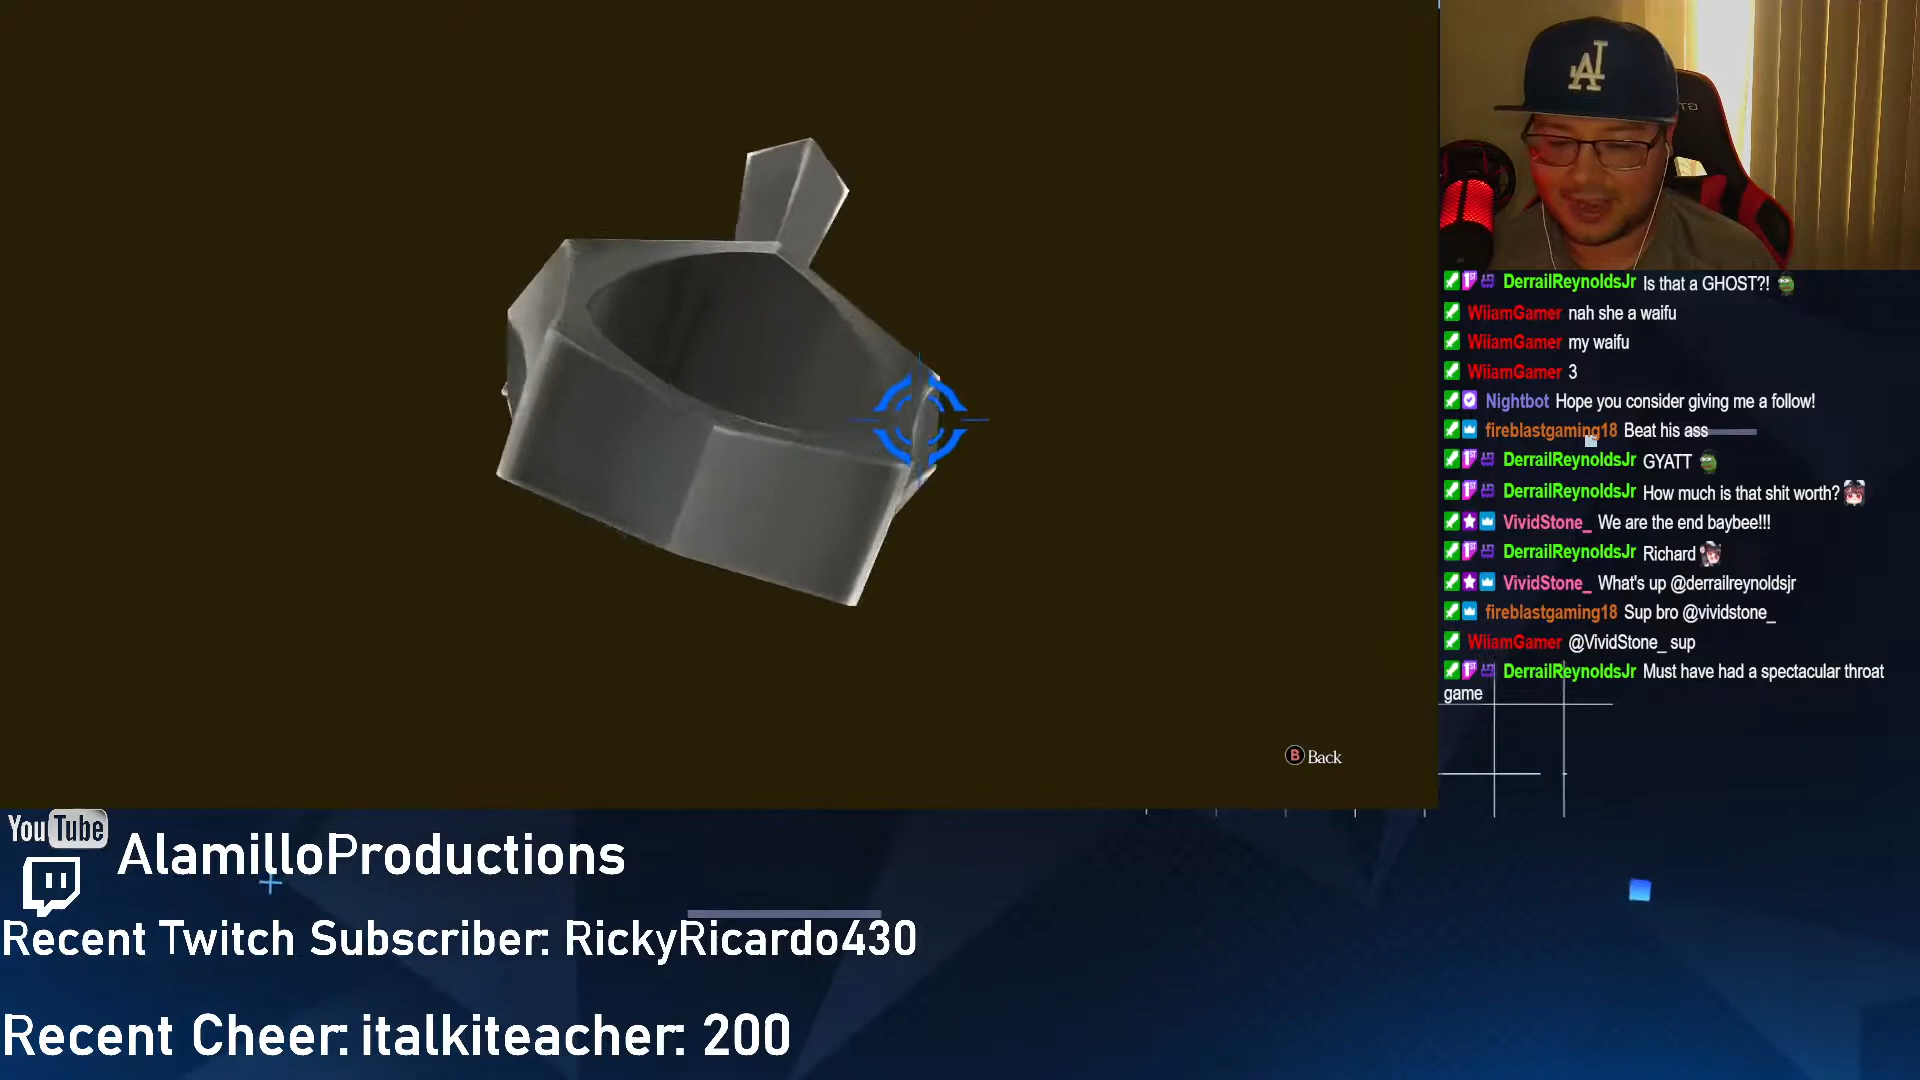 DerrailReynoldsJr Is that a GHOST?!
WiiamGamer nah she a waifu
WiiamGamer my waifu
WiiamGamer 3
Nightbot Hope you consider giving me a follow!
fireblastgaming18 Beat his ass
DerrailReynoldsJr GYATT
DerrailReynoldsJr How much is that shit worth?
VividStone_ We are the end baybee!!!
DerrailReynoldsJr Richard
VividStone_ What's up @derrailreynoldsjr
fireblastgaming18 Sup bro @vividstone_
WiiamGamer @VividStone_ sup
DerrailReynoldsJr Must have had a spectacular throat
game
B Back
YouTube
AlamilloProductions
Recent Twitch Subscriber: RickyRicardo430
Recent Cheer: italkiteacher: 200